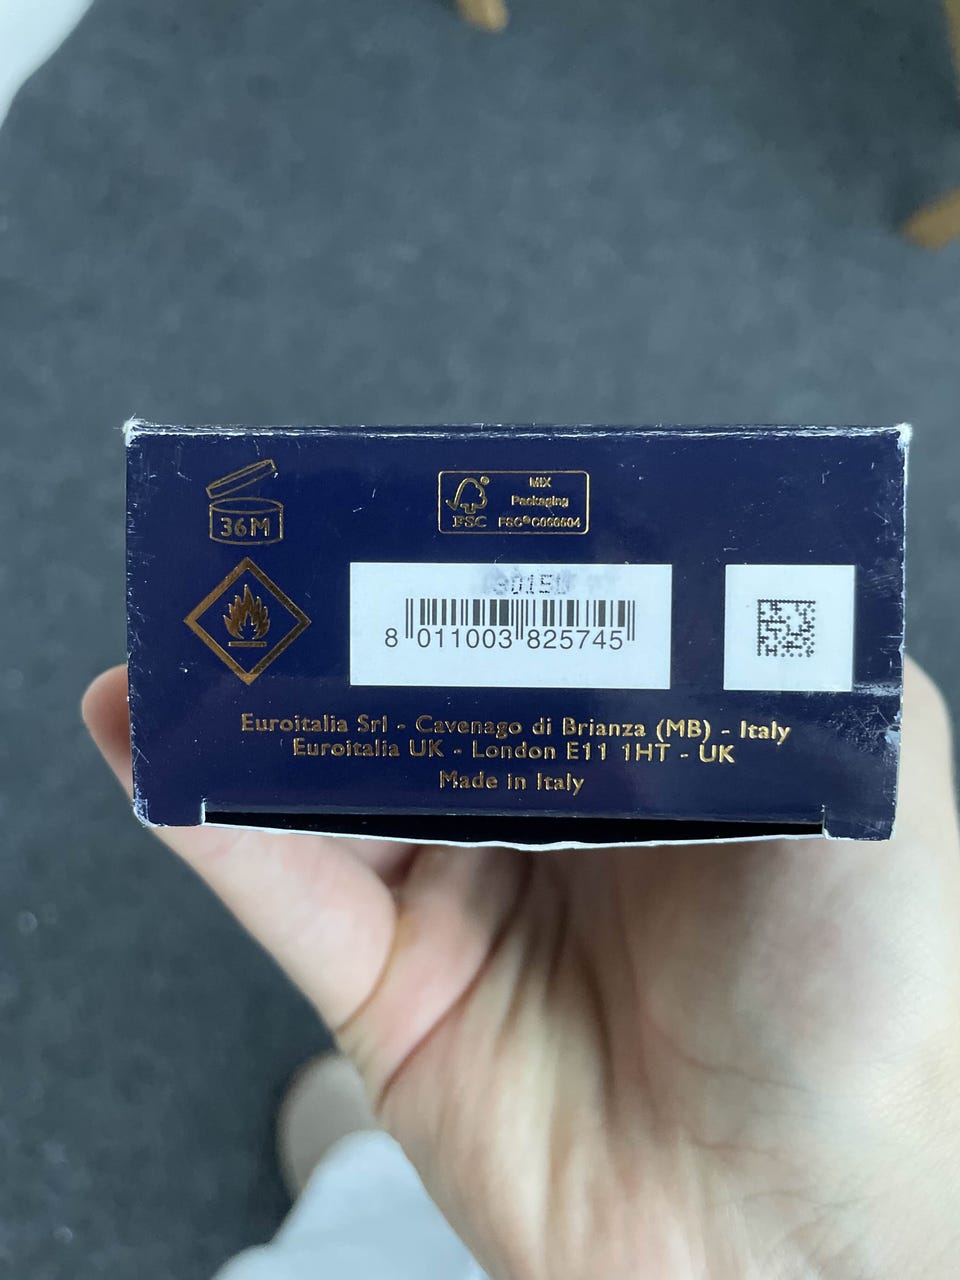 36M
MIX
Packaging
FSC
8 011003 825745
Euroitalia Srl - Cavenago di Brianza (MB) - Italy
Euroitalia UK - London E11 1HT - UK
Made in Italy